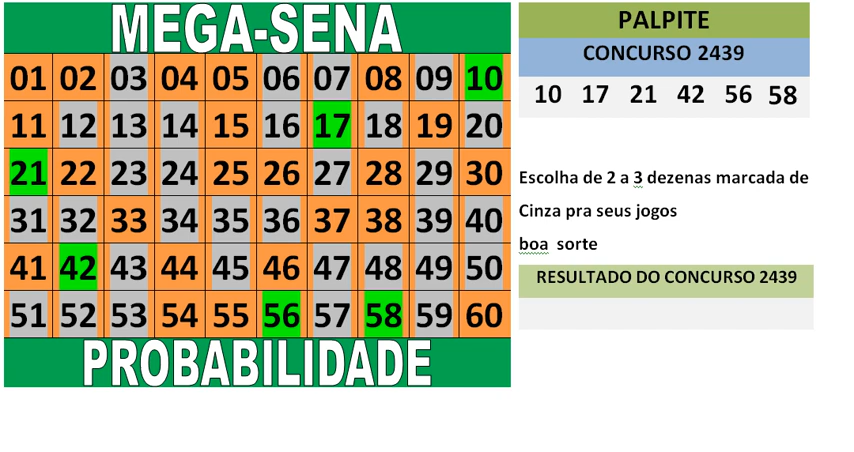 MEGA-SENA
01 02 03 04 05 06 07 08 09 10
11 12 13 14 15 16 17 18 19 20
21 22 23 24 25 26 27 28 29 30
31 32 33 34 35 36 37 38 39 40
41 42 43 44 45 46 47 48 49 50
51 52 53 54 55 56 57 58 59 60
PROBABILIDADE
PALPITE
CONCURSO 2439
10 17 21 42 56 58
Escolha de 2 a 3 dezenas marcada de
Cinza pra seus jogos
boa sorte
RESULTADO DO CONCURSO 2439